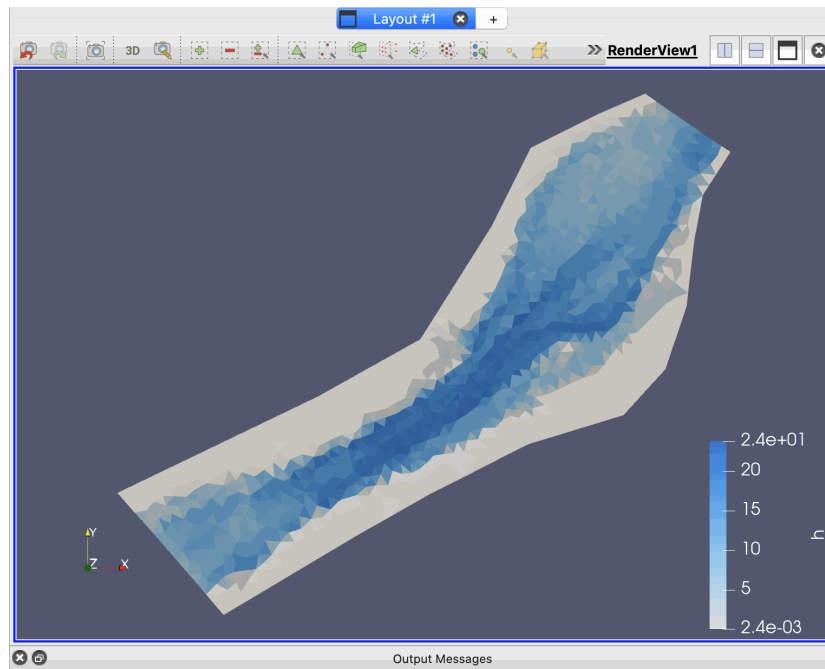 Layout #1 +
3D RenderView1
2.4e+01
20
15
10
5
2.4e-03
h
Y
Z X
Output Messages